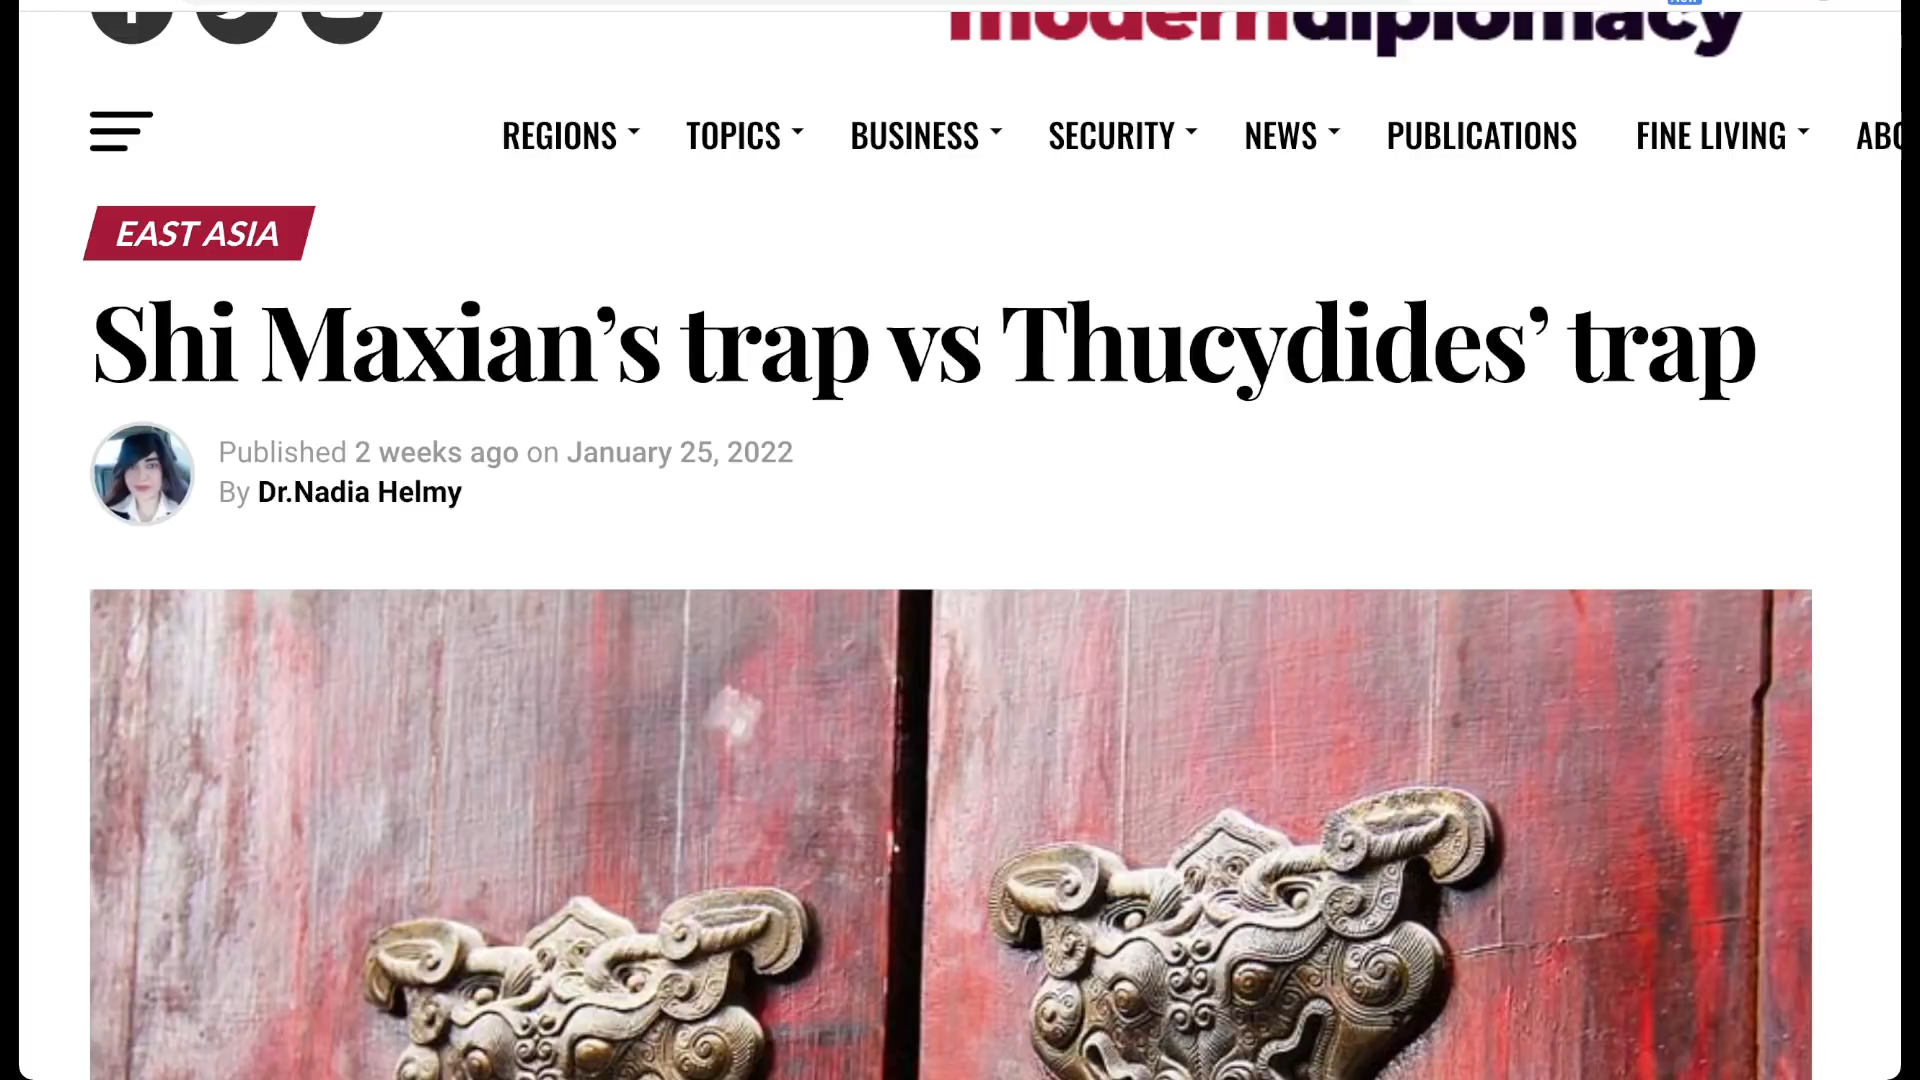 moderndiplomacy
REGIONS TOPICS BUSINESS SECURITY NEWS PUBLICATIONS FINE LIVING
EAST ASIA
Shi Maxian’s trap vs Thucydides’ trap
Published 2 weeks ago on January 25, 2022
By Dr.Nadia Helmy